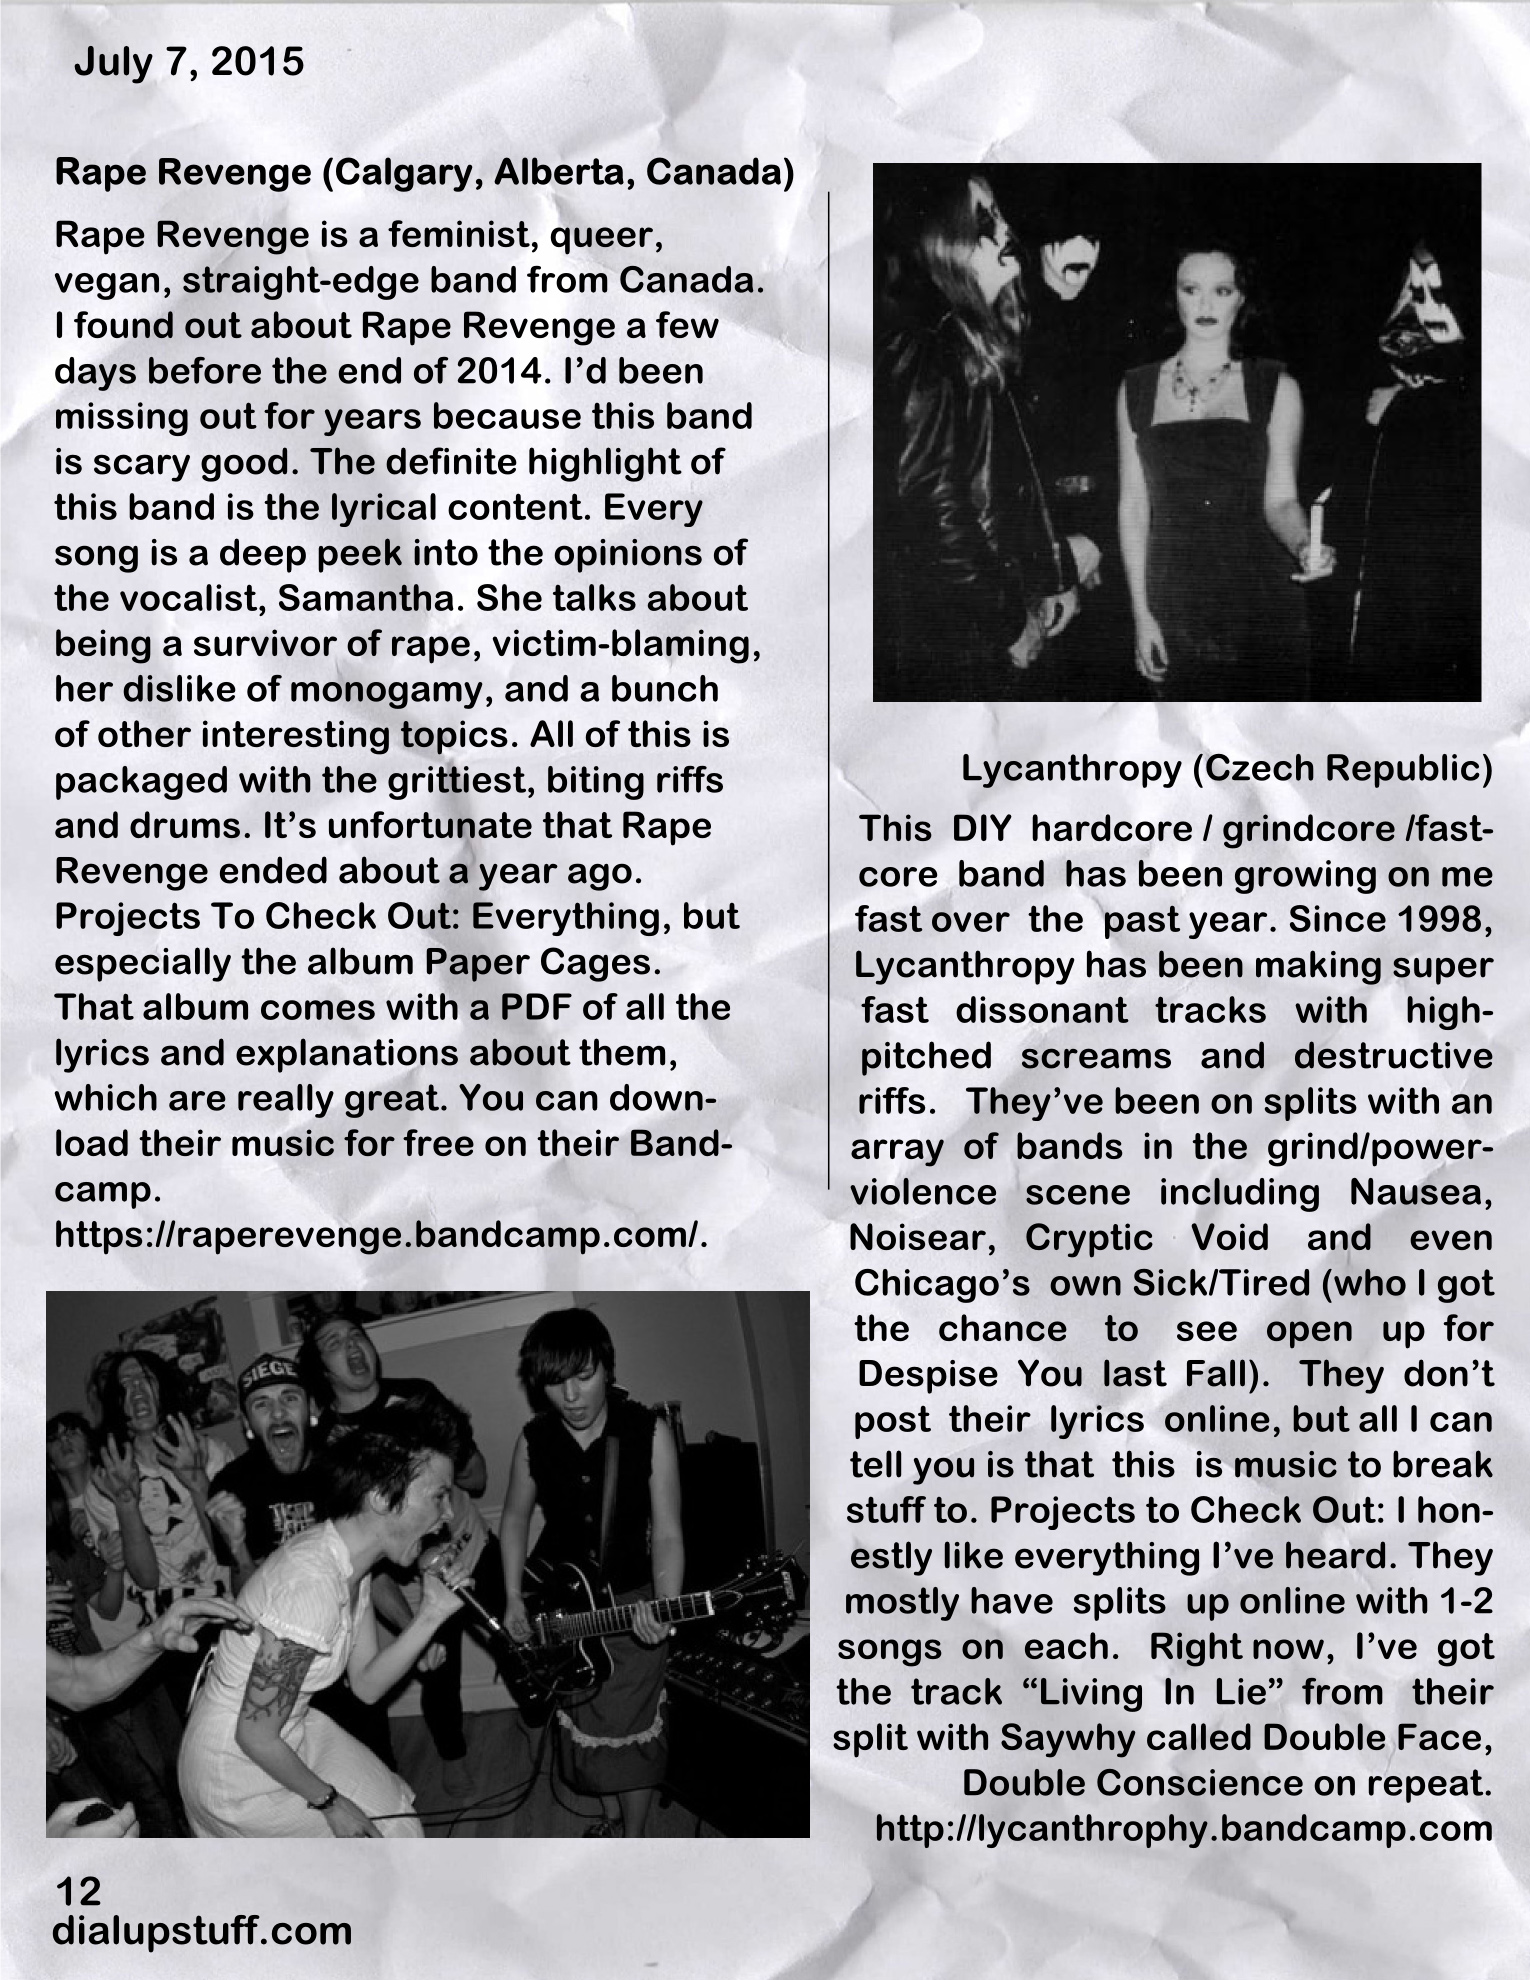 July 7, 2015
Rape Revenge (Calgary, Alberta, Canada)
Rape Revenge is a feminist, queer,
vegan, straight-edge band from Canada.
I found out about Rape Revenge a few
days before the end of 2014. I’d been
missing out for years because this band
is scary good. The definite highlight of
this band is the lyrical content. Every
song is a deep peek into the opinions of
the vocalist, Samantha. She talks about
being a survivor of rape, victim-blaming,
her dislike of monogamy, and a bunch
of other interesting topics. All of this is
packaged with the grittiest, biting riffs
and drums. It’s unfortunate that Rape
Revenge ended about a year ago.
Projects To Check Out: Everything, but
especially the album Paper Cages.
That album comes with a PDF of all the
lyrics and explanations about them,
which are really great. You can down-
load their music for free on their Band-
camp.
https://raperevenge.bandcamp.com/.
SIEGE
Lycanthropy (Czech Republic)
This DIY hardcore / grindcore /fast-
core band has been growing on me
fast over the past year. Since 1998,
Lycanthropy has been making super
fast dissonant tracks with high-
pitched screams and destructive
riffs. They’ve been on splits with an
array of bands in the grind/power-
violence scene including Nausea,
Noisear, Cryptic Void and even
Chicago’s own Sick/Tired (who I got
the chance to see open up for
Despise You last Fall). They don’t
post their lyrics online, but all I can
tell you is that this is music to break
stuff to. Projects to Check Out: I hon-
estly like everything I’ve heard. They
mostly have splits up online with 1-2
songs on each. Right now, I’ve got
the track “Living In Lie” from their
split with Saywhy called Double Face,
Double Conscience on repeat.
http://lycanthrophy.bandcamp.com
12
dialupstuff.com